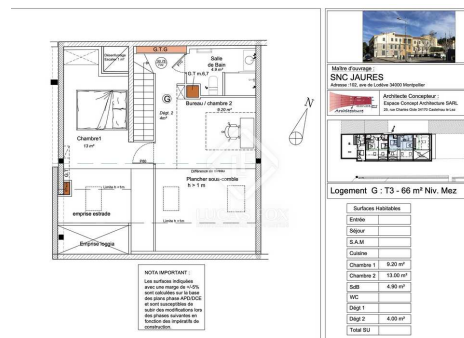 Désenfumage
Escalier 1 m²
G.T.G
Salle
de Bain
4.9 m²
G.T m.6,7
G
Bureau / chambre 2
9.20 m²
Dégt. 2
4m²
Chambre1
13 m²
N
Plancher sous-comble
h > 1 m
emprise estrade
Emprise loggia
NOTA IMPORTANT :
Les surfaces indiquées
avec une marge de +/-5%
sont calculées sur la base
des plans phase APD/DCE
et sont susceptibles de
subir des modifications lors
des phases suivantes en
fonction des impératifs de
construction.
Maître d'ouvrage :
SNC JAURES
Adresse : 192, ave de Lodève 34000 Montpellier
Architecte Concepteur :
Espace Concept Architecture SARL
Logement G : T3 - 66 m² Niv. Mez
Surfaces Habitables
Entrée
Séjour
S.A.M
Cuisine
Chambre 1 9.20 m²
Chambre 2 13.00 m²
SdB 4.90 m²
WC
Dégt 1
Dégt 2 4.00 m²
Total SU